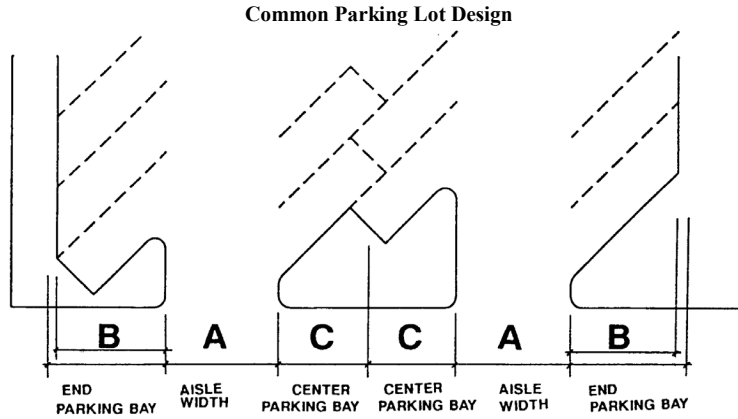 Common Parking Lot Design
B A C C A B
END PARKING BAY
AISLE WIDTH
CENTER PARKING BAY
CENTER PARKING BAY
AISLE WIDTH
END PARKING BAY